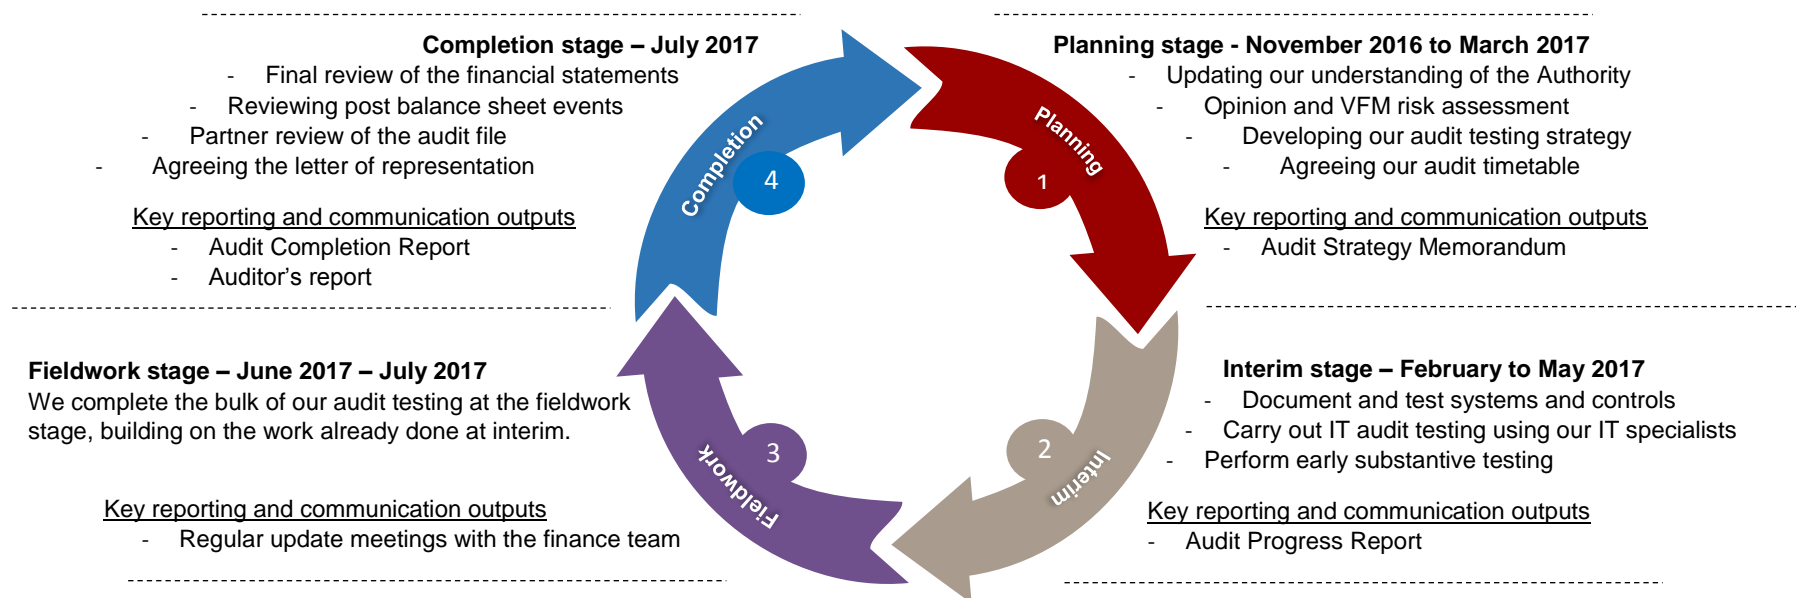 Completion stage – July 2017
- Final review of the financial statements
- Reviewing post balance sheet events
- Partner review of the audit file
- Agreeing the letter of representation
Key reporting and communication outputs
- Audit Completion Report
- Auditor’s report
Planning stage - November 2016 to March 2017
- Updating our understanding of the Authority
- Opinion and VFM risk assessment
- Developing our audit testing strategy
- Agreeing our audit timetable
Key reporting and communication outputs
- Audit Strategy Memorandum
Completion
4
Planning
1
Fieldwork
3
Interim
2
Fieldwork stage – June 2017 – July 2017
We complete the bulk of our audit testing at the fieldwork
stage, building on the work already done at interim.
Key reporting and communication outputs
- Regular update meetings with the finance team
Interim stage – February to May 2017
- Document and test systems and controls
- Carry out IT audit testing using our IT specialists
- Perform early substantive testing
Key reporting and communication outputs
- Audit Progress Report